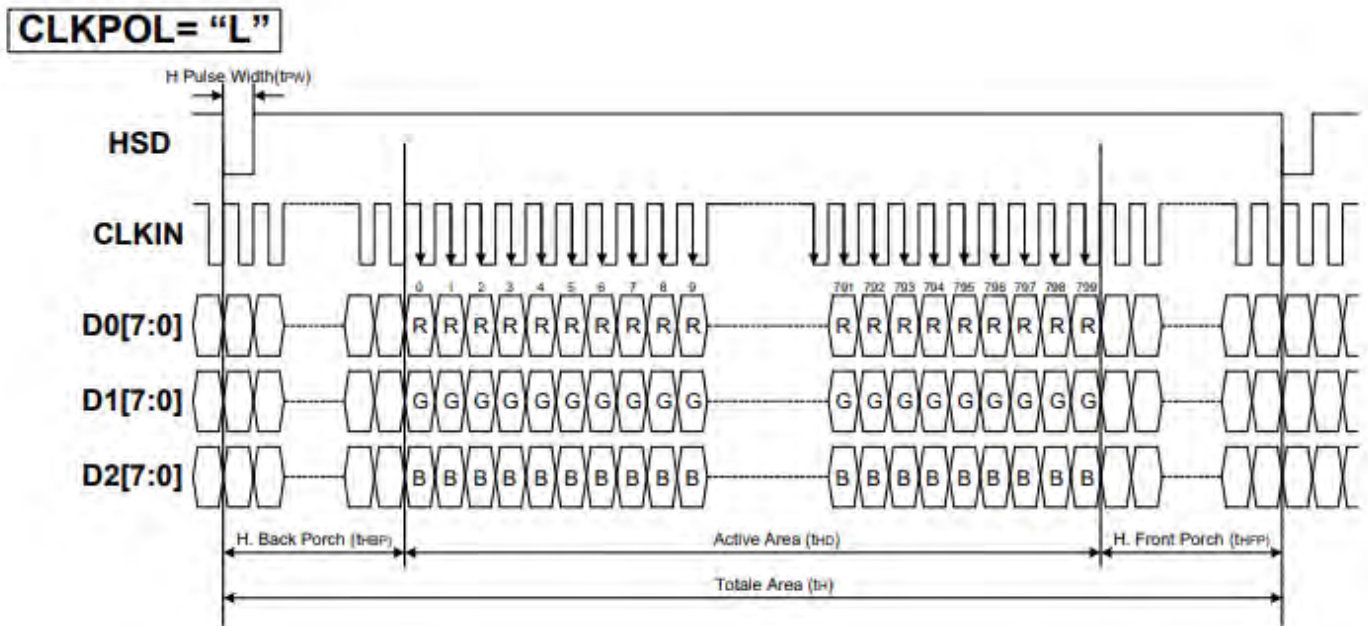 CLKPOL= “L”
H Pulse Width(tPW)
HSD
CLKIN
0 1 2 3 4 5 6 7 8 9 791 792 793 794 795 796 797 798 799
D0[7:0] R R R R R R R R R R R R R R R R R R R
D1[7:0] G G G G G G G G G G G G G G G G G G G
D2[7:0] B B B B B B B B B B B B B B B B B B B
H. Back Porch (tHBP) Active Area (tHD) H. Front Porch (tHFP)
Totale Area (tH)